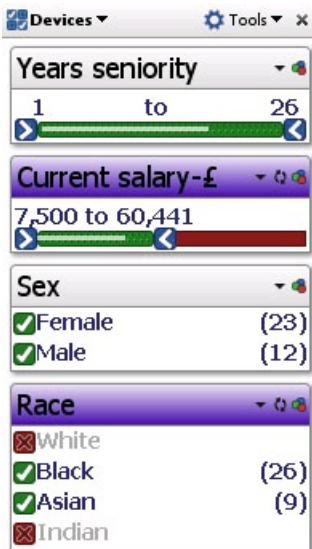 Devices Tools
Years seniority
1 to 26
Current salary-£
7,500 to 60,441
Sex
Female (23)
Male (12)
Race
White
Black (26)
Asian (9)
Indian